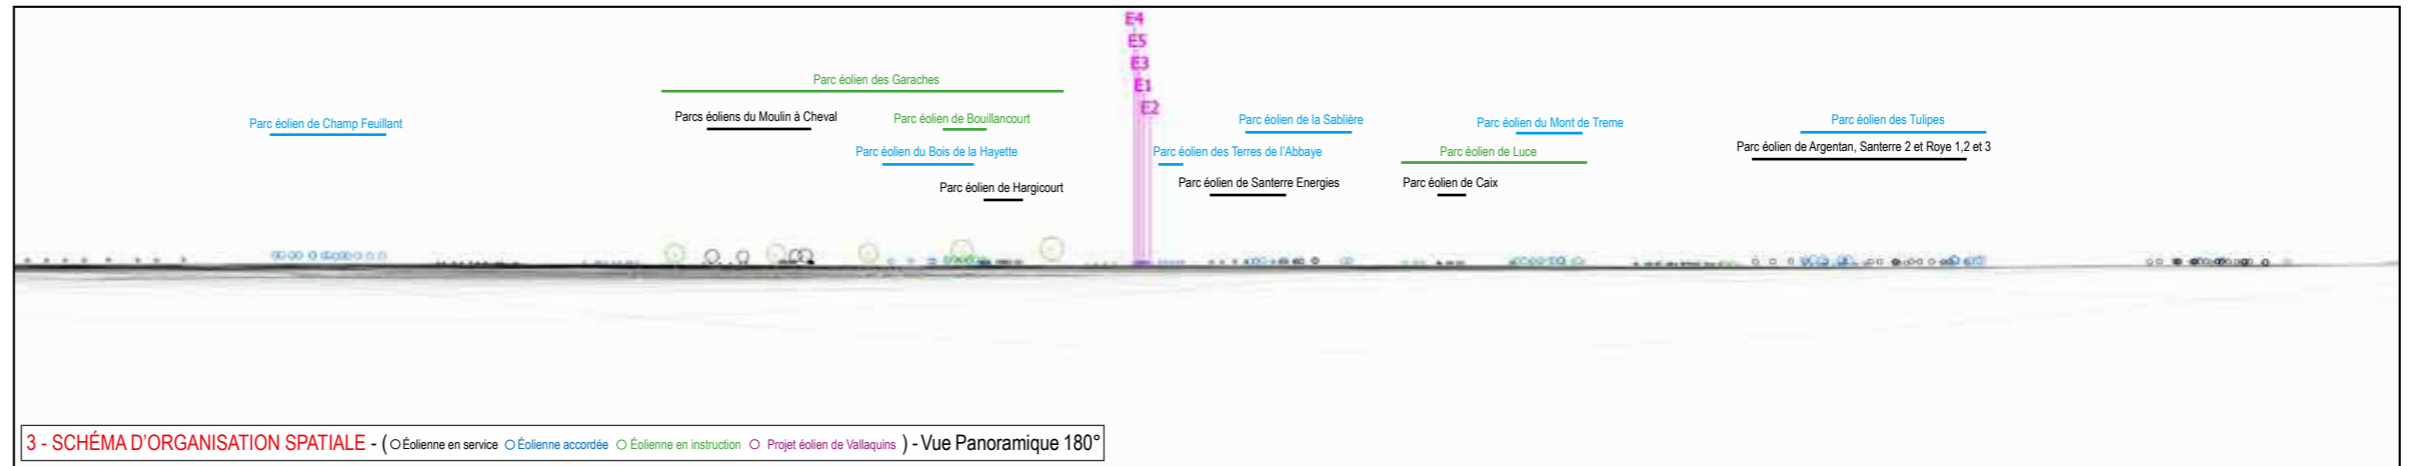 E4
E5
E3
E1
E2
Parc éolien des Garaches
Parc éolien de Champ Feuillant
Parcs éoliens du Moulin à Cheval
Parc éolien de Bouillancourt
Parc éolien de la Sablière
Parc éolien du Mont de Treme
Parc éolien des Tulipes
Parc éolien du Bois de la Hayette
Parc éolien des Terres de l'Abbaye
Parc éolien de Luce
Parc éolien de Argentan, Santerre 2 et Roye 1,2 et 3
Parc éolien de Hargicourt
Parc éolien de Santerre Energies
Parc éolien de Caix
3 - SCHÉMA D'ORGANISATION SPATIALE - ( Éolienne en service Éolienne accordée Éolienne en instruction Projet éolien de Vallaquins ) - Vue Panoramique 180°